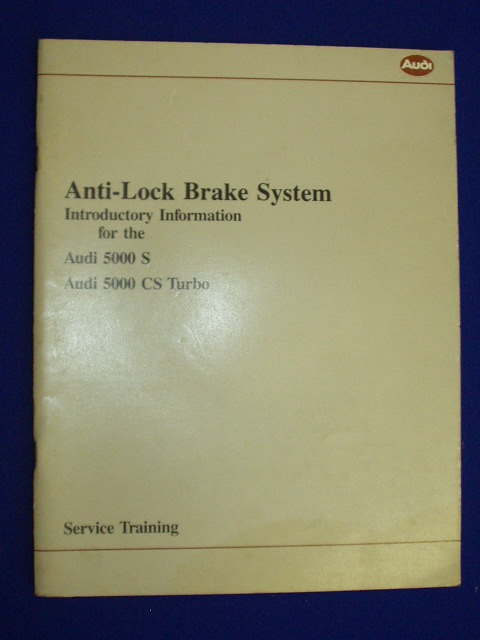 Audi
Anti-Lock Brake System
Introductory Information
for the
Audi 5000 S
Audi 5000 CS Turbo
Service Training